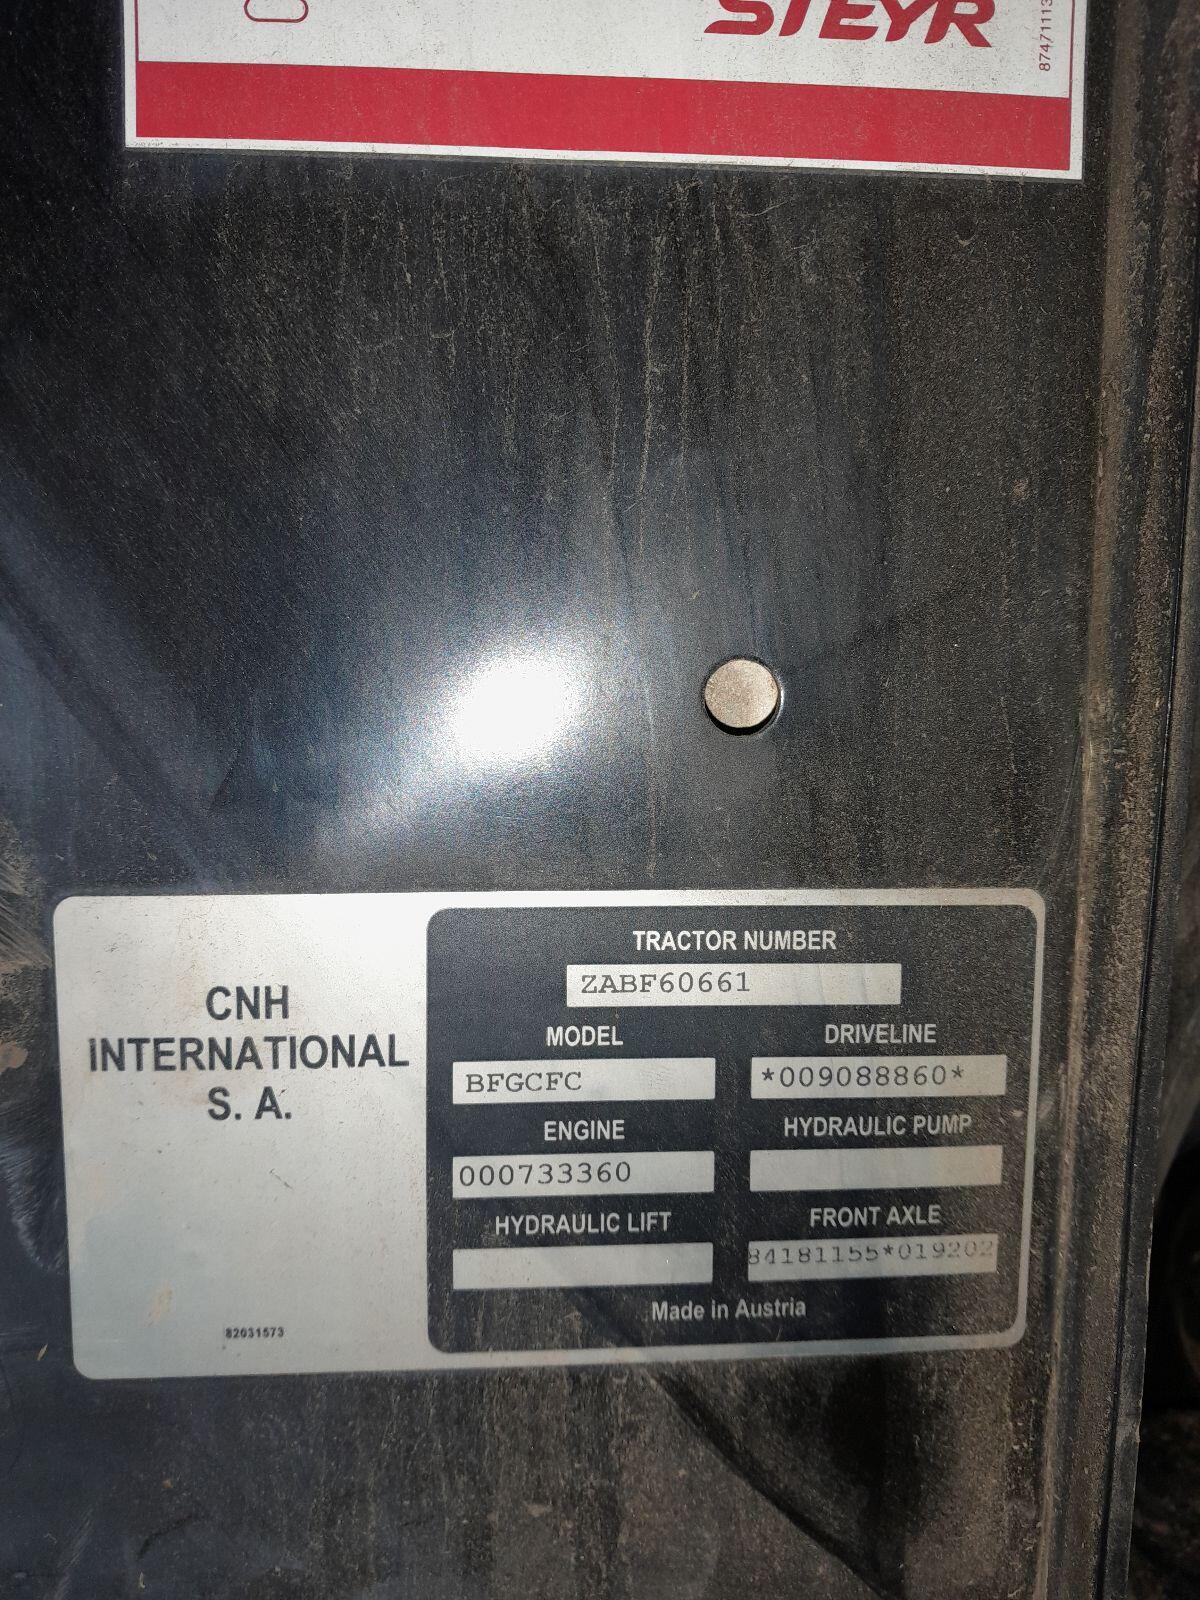 STEYR
8747113
TRACTOR NUMBER
ZABF60661
CNH
INTERNATIONAL
S. A.
MODEL
DRIVELINE
BFGCFC
*009088860*
ENGINE
HYDRAULIC PUMP
000733360
HYDRAULIC LIFT
FRONT AXLE
84181155*019202
Made in Austria
82031573